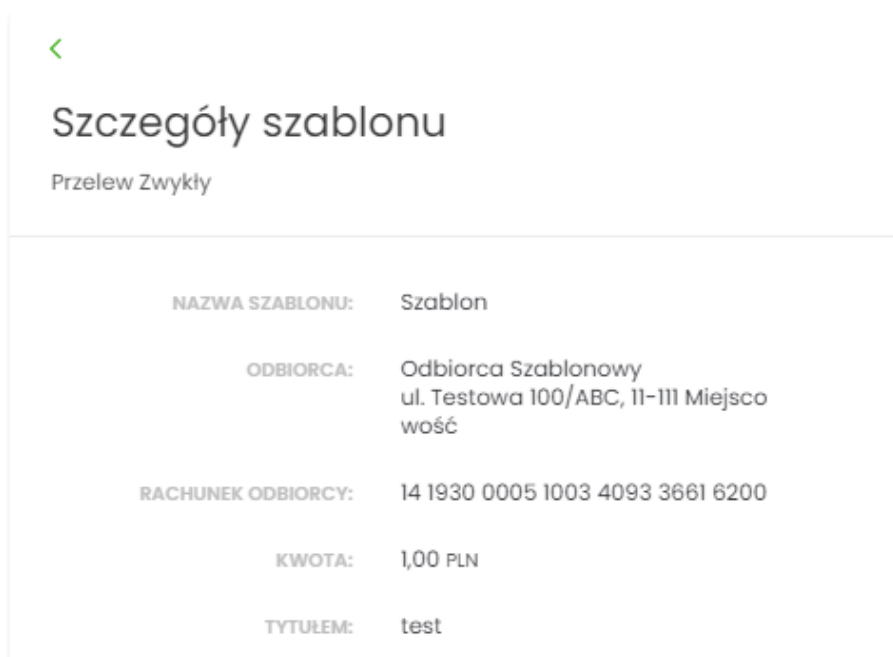 Szczegóły szablonu
Przelew Zwykły
NAZWA SZABLONU: Szablon
ODBIORCA: Odbiorca Szablonowy
ul. Testowa 100/ABC, 11-111 Miejsco
wość
RACHUNEK ODBIORCY: 14 1930 0005 1003 4093 3661 6200
KWOTA: 1,00 PLN
TYTUŁEM: test